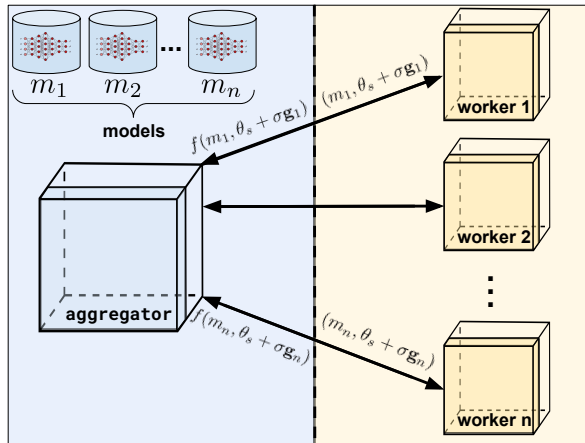 m₁ m₂ ... mₙ
models
f(m₁, θₛ + σg₁)
(m₁, θₛ + σg₁)
worker 1
worker 2
aggregator
f(mₙ, θₛ + σgₙ)
(mₙ, θₛ + σgₙ)
worker n